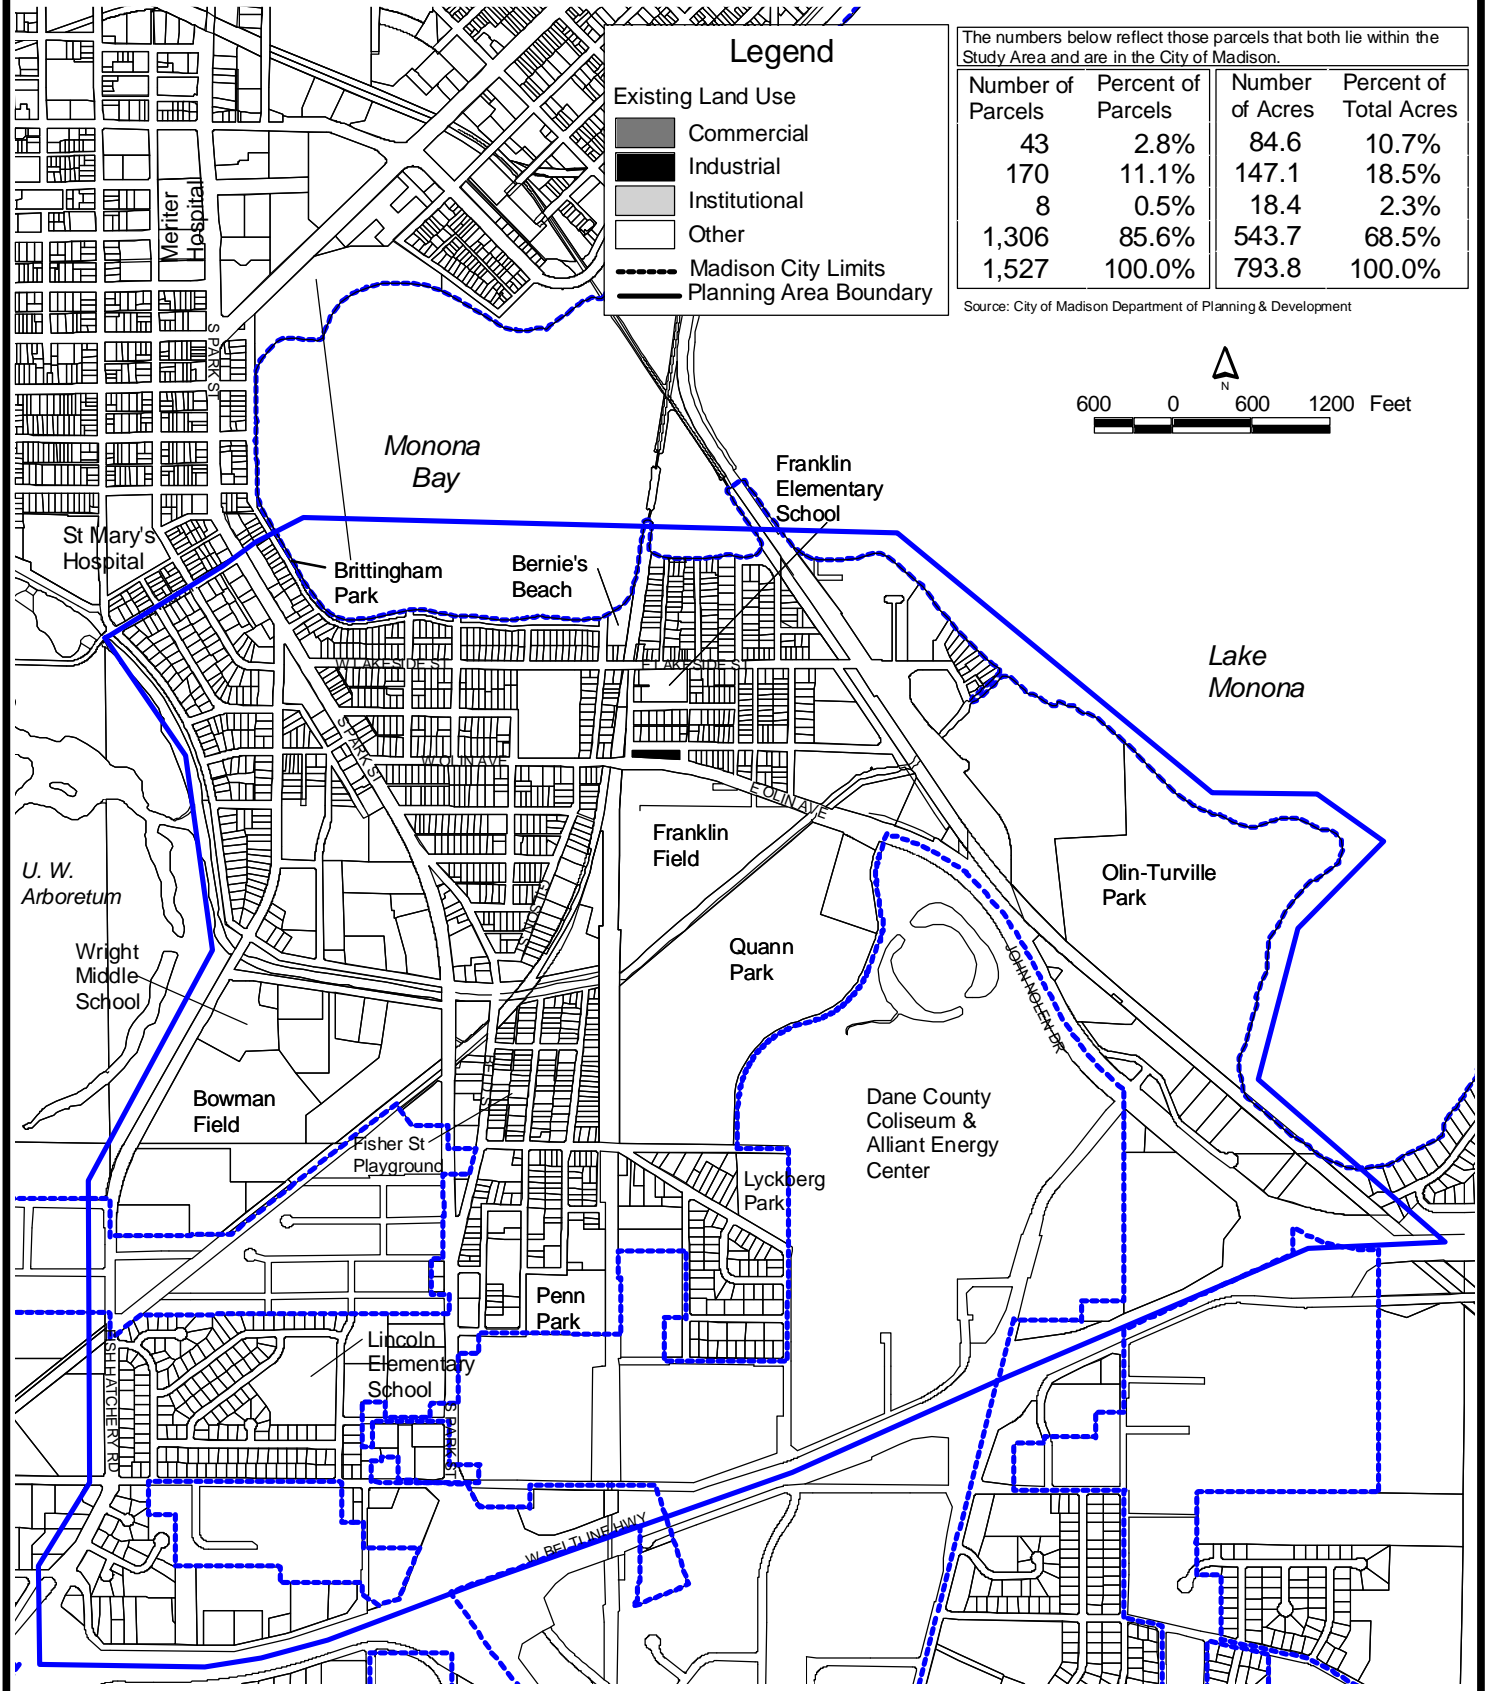 Legend
Existing Land Use
Commercial
Industrial
Institutional
Other
Madison City Limits
Planning Area Boundary
The numbers below reflect those parcels that both lie within the
Study Area and are in the City of Madison.
Number of Parcels Percent of Parcels Number of Acres Percent of Total Acres
43 2.8% 84.6 10.7%
170 11.1% 147.1 18.5%
8 0.5% 18.4 2.3%
1,306 85.6% 543.7 68.5%
1,527 100.0% 793.8 100.0%
Source: City of Madison Department of Planning & Development
N
600 0 600 1200 Feet
Meriter
Hospital
S PARK ST
Monona
Bay
Franklin
Elementary
School
St Mary's
Hospital
Brittingham
Park
Bernie's
Beach
W LAKESIDE ST
E LAKESIDE ST
Lake
Monona
S PARK ST
W OLIN AVE
E OLIN AVE
Franklin
Field
U. W.
Arboretum
Olin-Turville
Park
Wright
Middle
School
Quann
Park
JOHN NOLEN DR
Bowman
Field
Dane County
Coliseum &
Alliant Energy
Center
Fisher St
Playground
Lyckberg
Park
Penn
Park
Lincoln
Elementary
School
FISH HATCHERY RD
S PARK ST
W BELTLINE HWY